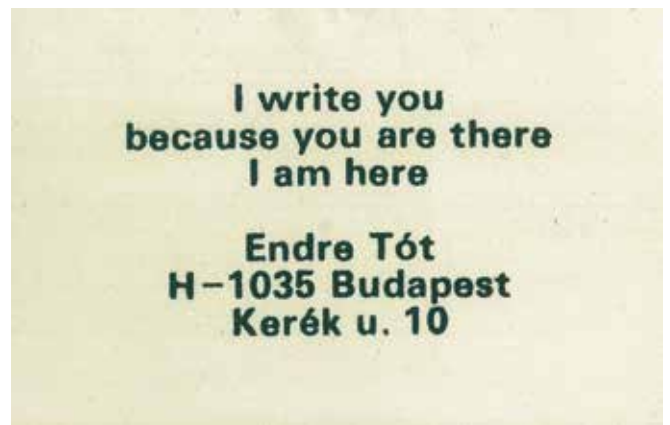 I write you
because you are there
I am here
Endre Tót
H-1035 Budapest
Kerék u. 10